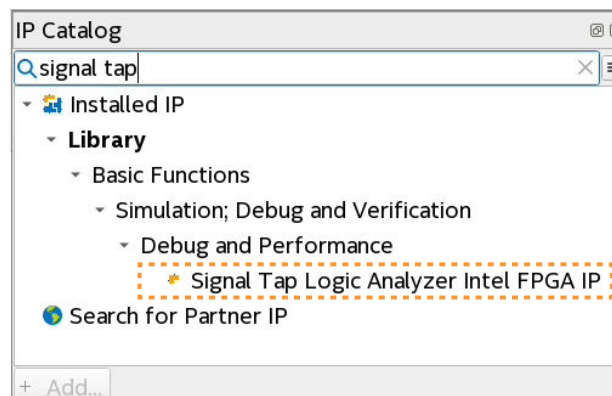 IP Catalog
signal tap
Installed IP
Library
Basic Functions
Simulation; Debug and Verification
Debug and Performance
Signal Tap Logic Analyzer Intel FPGA IP
Search for Partner IP
+ Add...